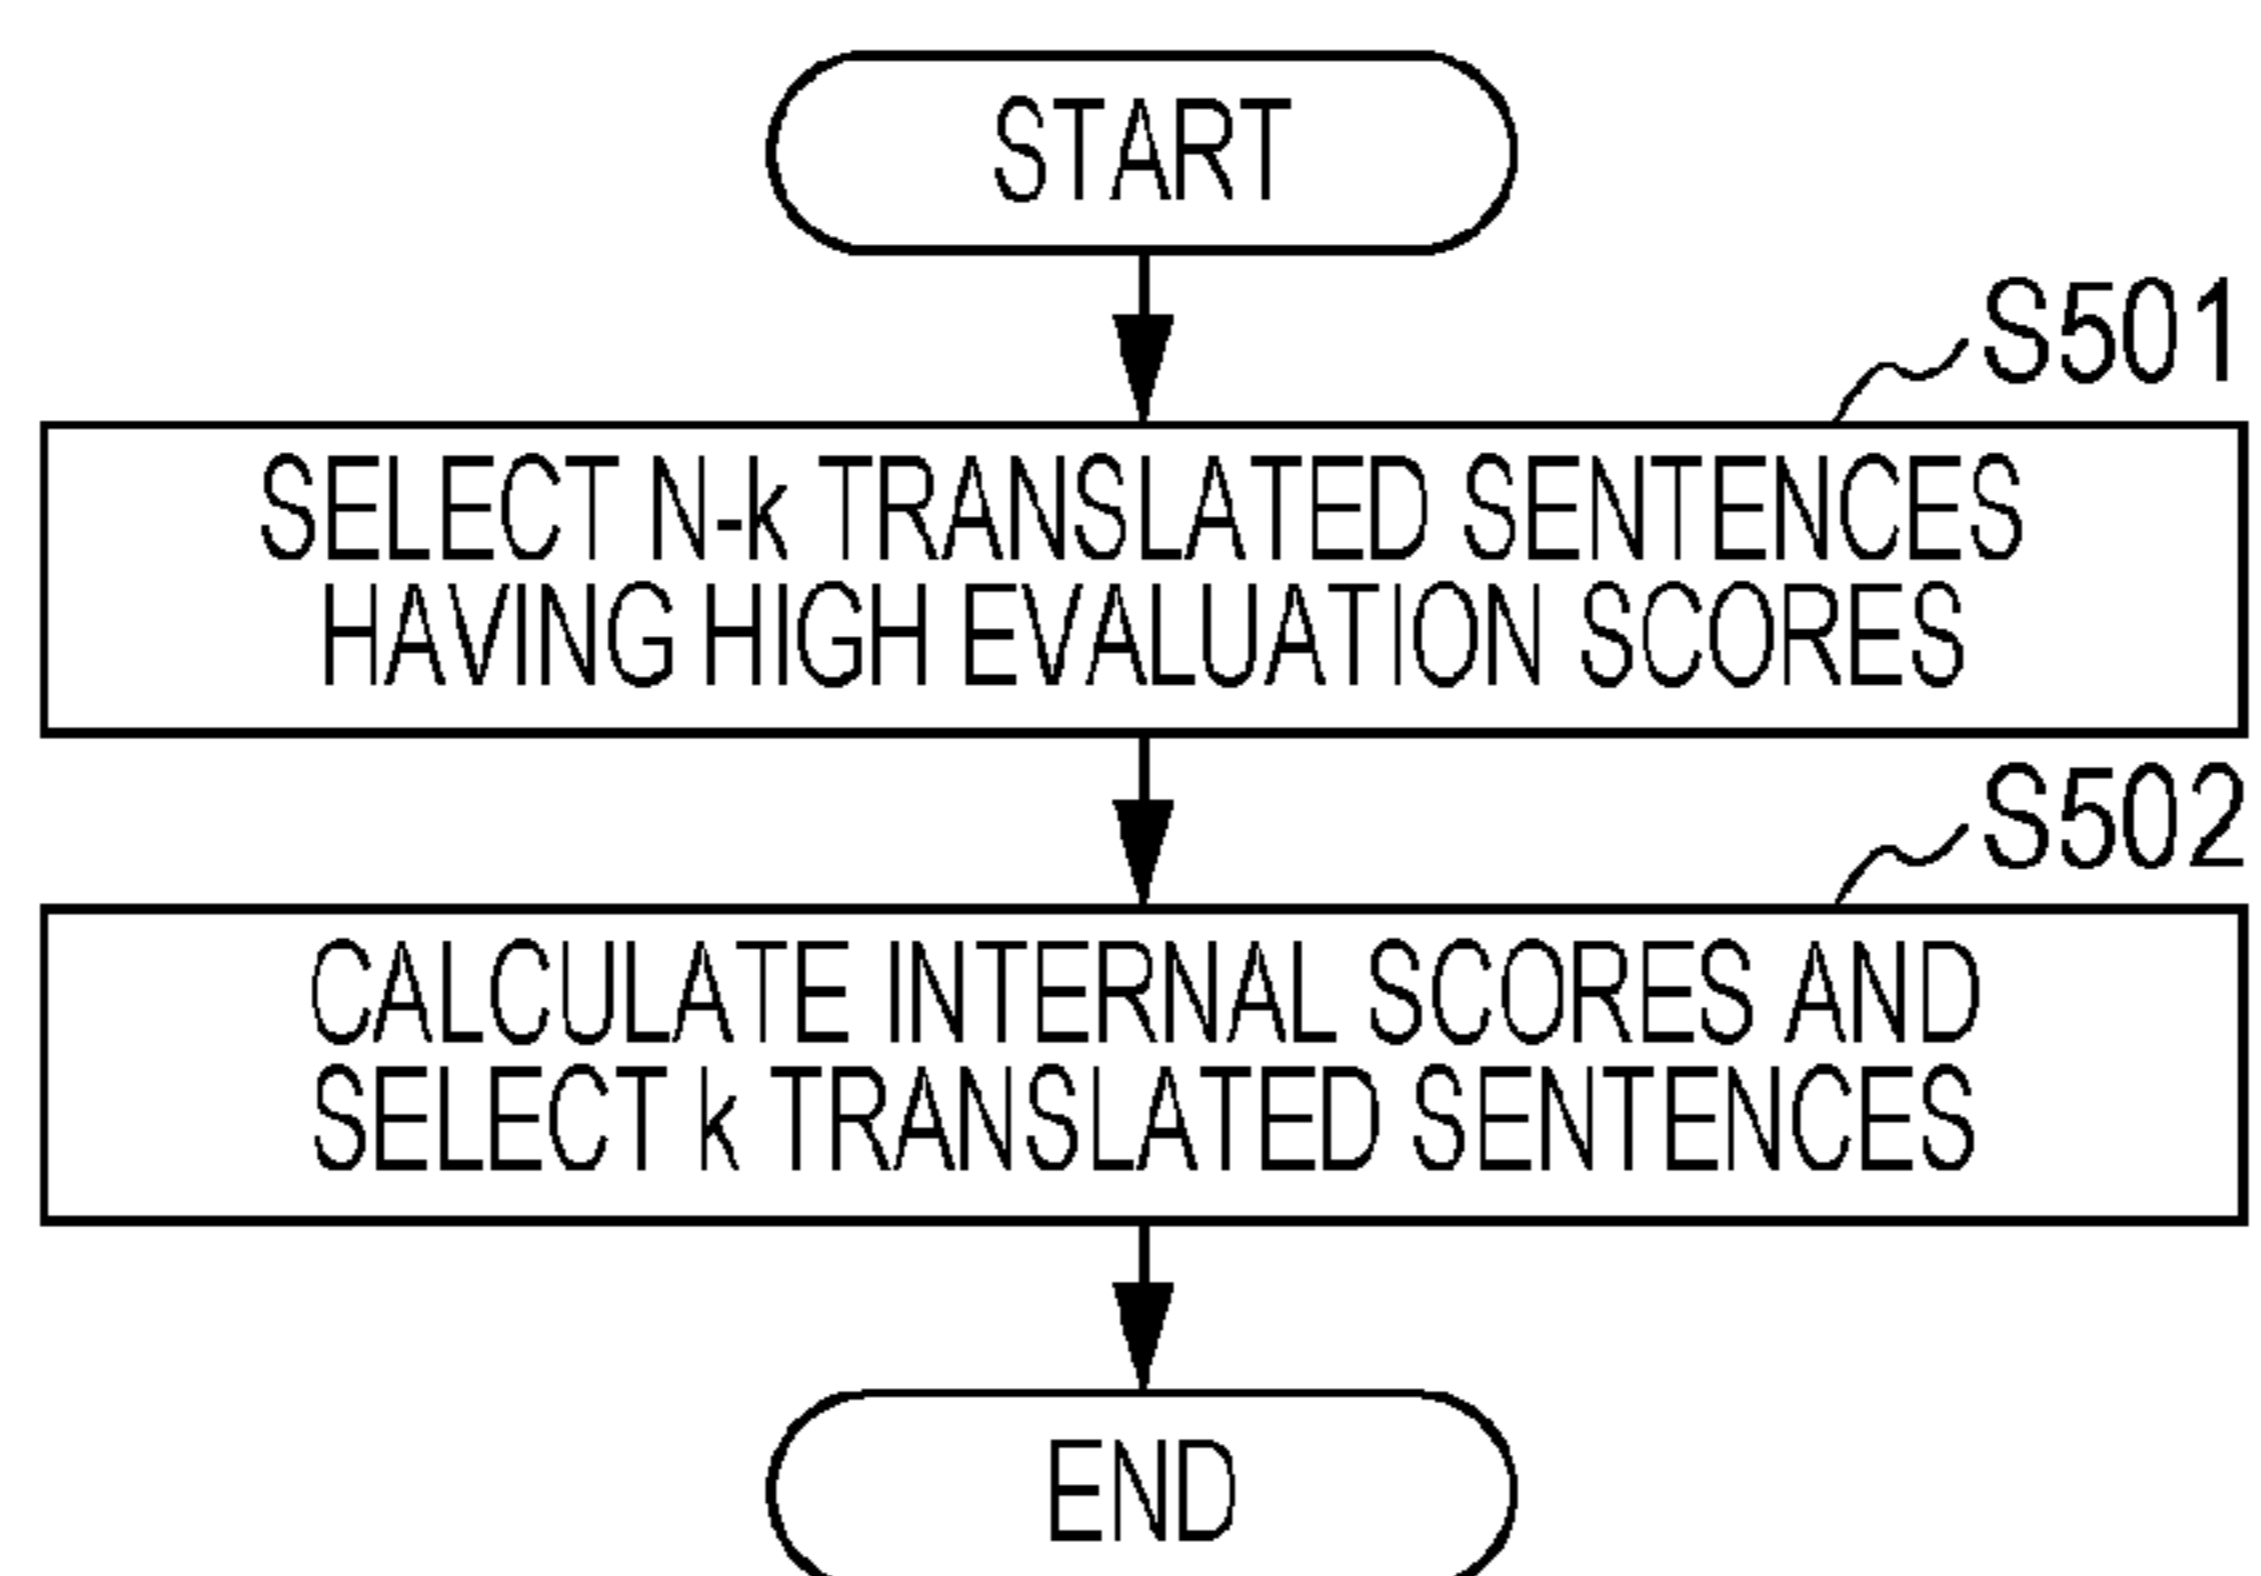 START
S501
SELECT N-k TRANSLATED SENTENCES
HAVING HIGH EVALUATION SCORES
S502
CALCULATE INTERNAL SCORES AND
SELECT k TRANSLATED SENTENCES
END